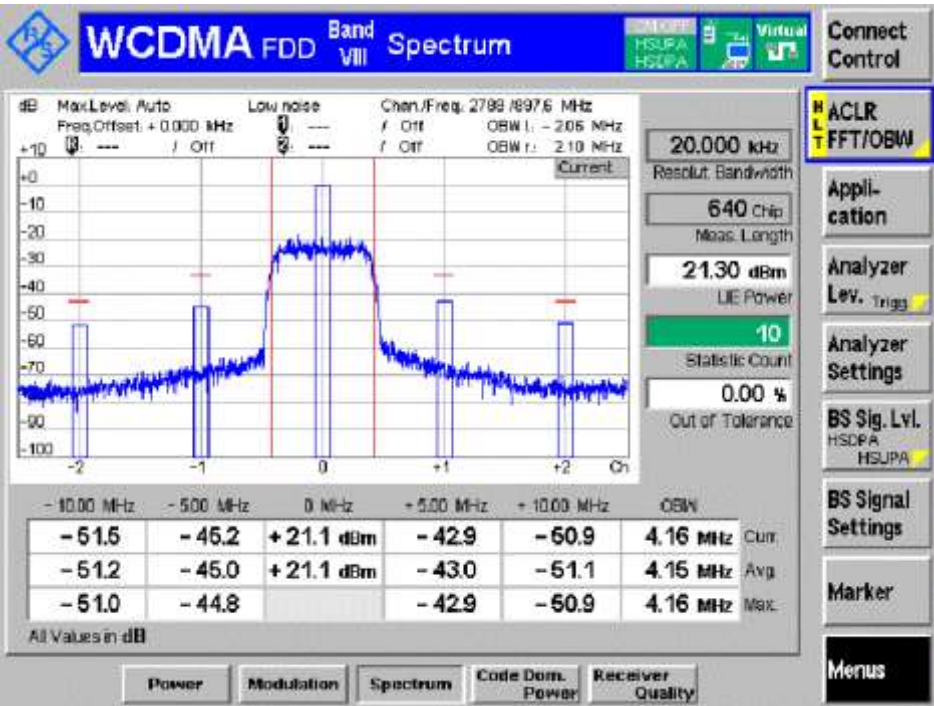 R S
WCDMA FDD Band VIII Spectrum
HSUPA
HSDPA
Virtual
Connect Control
dB Max.Level: Auto Low noise Chan./Freq.: 2788 /897.6 MHz
Freq.Offset: + 0.000 kHz 1: --- / Off OBW l.: - 2.06 MHz
R: --- / Off 2: --- / Off OBW r.: 2.10 MHz
Current
+10
+0
-10
-20
-30
-40
-50
-60
-70
-90
-100
-2 -1 0 +1 +2 Ch
20.000 kHz
Resolut. Bandwidth
640 Chip
Meas. Length
21.30 dBm
UE Power
10
Statistic Count
0.00 %
Out of Tolerance
- 10.00 MHz - 5.00 MHz 0 MHz + 5.00 MHz + 10.00 MHz OBW
- 51.5 - 45.2 + 21.1 dBm - 42.9 - 50.9 4.16 MHz Curr.
- 51.2 - 45.0 + 21.1 dBm - 43.0 - 51.1 4.15 MHz Avg.
- 51.0 - 44.8 - 42.9 - 50.9 4.16 MHz Max.
All Values in dB
HLT
ACLR
FFT/OBW
Appli-
cation
Analyzer
Lev. Trigg.
Analyzer
Settings
BS Sig. Lvl.
HSDPA
HSUPA
BS Signal
Settings
Marker
Menus
Power
Modulation
Spectrum
Code Dom.
Power
Receiver
Quality